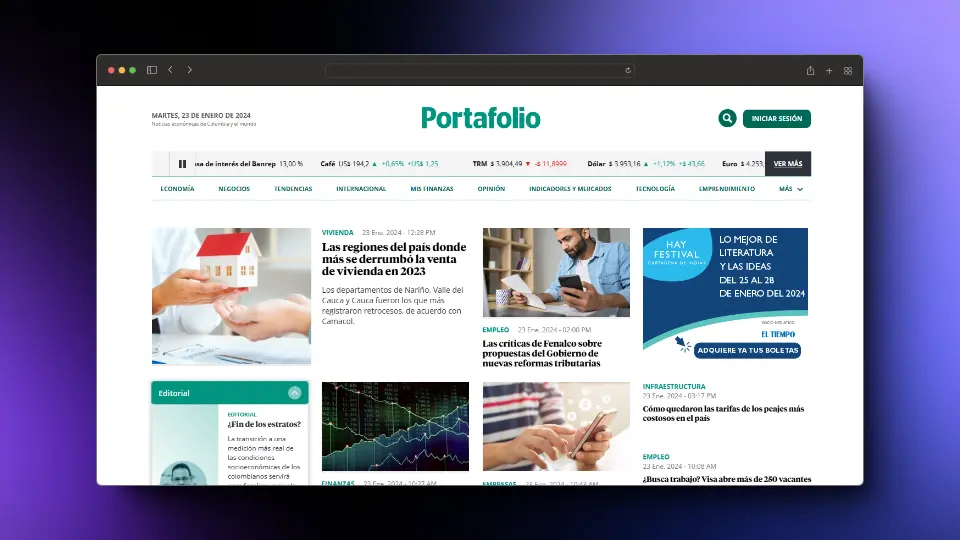 MARTES, 23 DE ENERO DE 2024
Noticias económicas de Colombia y el mundo
Portafolio
INICIAR SESIÓN
sa de interés del Banrep 13,00 %
Café US$ 194,2 ▲ +0,65% +US$ 1,25
TRM $ 3.904,49 ▼ -$ 11,8999
Dólar $ 3.953,16 ▲ +1,12% +$ 43,66
Euro $ 4.253,
VER MÁS
ECONOMÍA
NEGOCIOS
TENDENCIAS
INTERNACIONAL
MIS FINANZAS
OPINIÓN
INDICADORES Y MERCADOS
TECNOLOGÍA
EMPRENDIMIENTO
MÁS
VIVIENDA 23 Ene. 2024 - 12:28 PM
Las regiones del país donde
más se derrumbó la venta
de vivienda en 2023
Los departamentos de Nariño, Valle del
Cauca y Cauca fueron los que más
registraron retrocesos, de acuerdo con
Camacol.
EMPLEO 23 Ene. 2024 - 02:00 PM
Las críticas de Fenalco sobre
propuestas del Gobierno de
nuevas reformas tributarias
HAY
FESTIVAL
CARTAGENA DE INDIAS
LO MEJOR DE
LITERATURA
Y LAS IDEAS
DEL 25 AL 28
DE ENERO DEL 2024
EL TIEMPO
ADQUIERE YA TUS BOLETAS
Editorial
EDITORIAL
¿Fin de los estratos?
La transición a una
medición más real de
las condiciones
socioeconómicas de los
colombianos servirá
FINANZAS 23 Ene. 2024 - 10:27 AM
EMPRESAS 23 Ene. 2024 - 10:43 AM
INFRAESTRUCTURA
23 Ene. 2024 - 03:17 PM
Cómo quedaron las tarifas de los peajes más
costosos en el país
EMPLEO
23 Ene. 2024 - 10:08 AM
¿Busca trabajo? Visa abre más de 250 vacantes